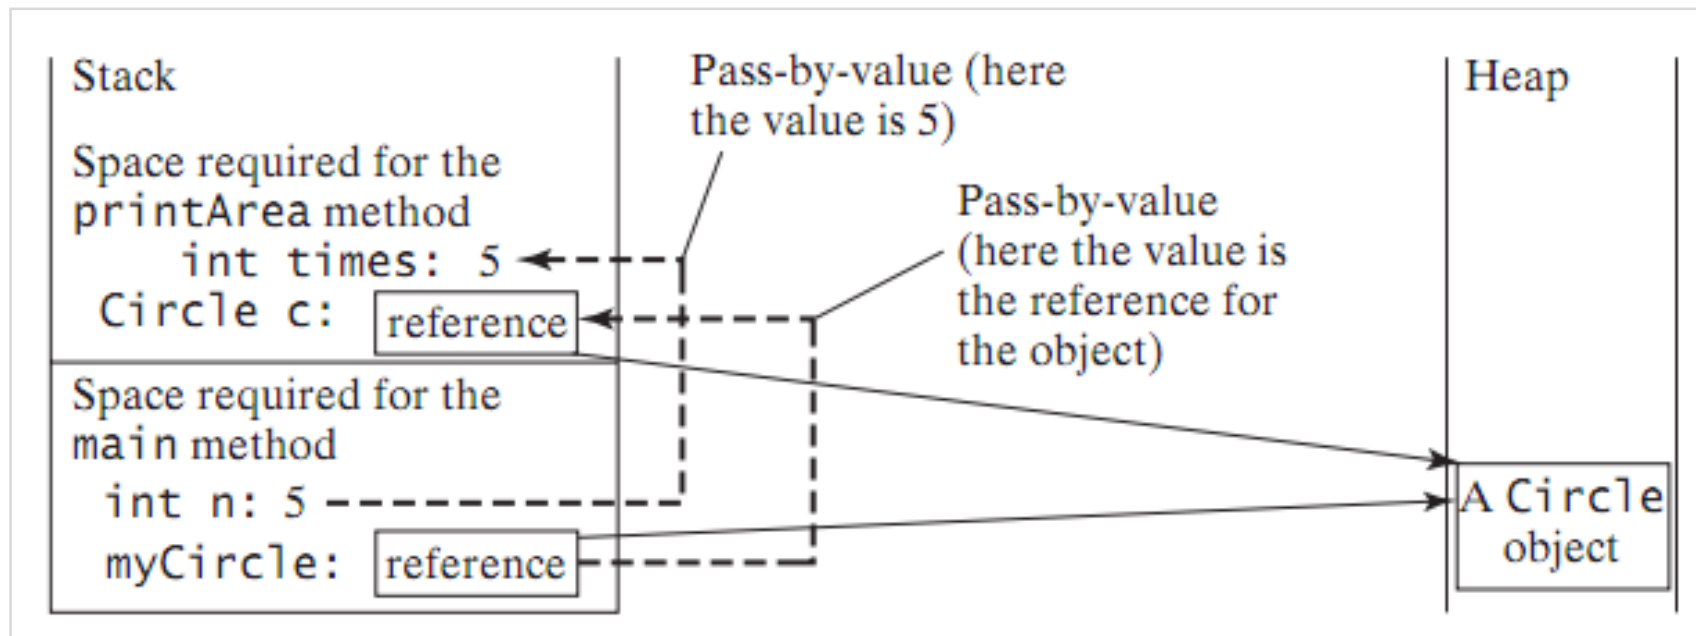 Stack
Space required for the
printArea method
int times: 5
Circle c: reference
Space required for the
main method
int n: 5
myCircle: reference
Pass-by-value (here
the value is 5)
Pass-by-value
(here the value is
the reference for
the object)
Heap
A Circle
object